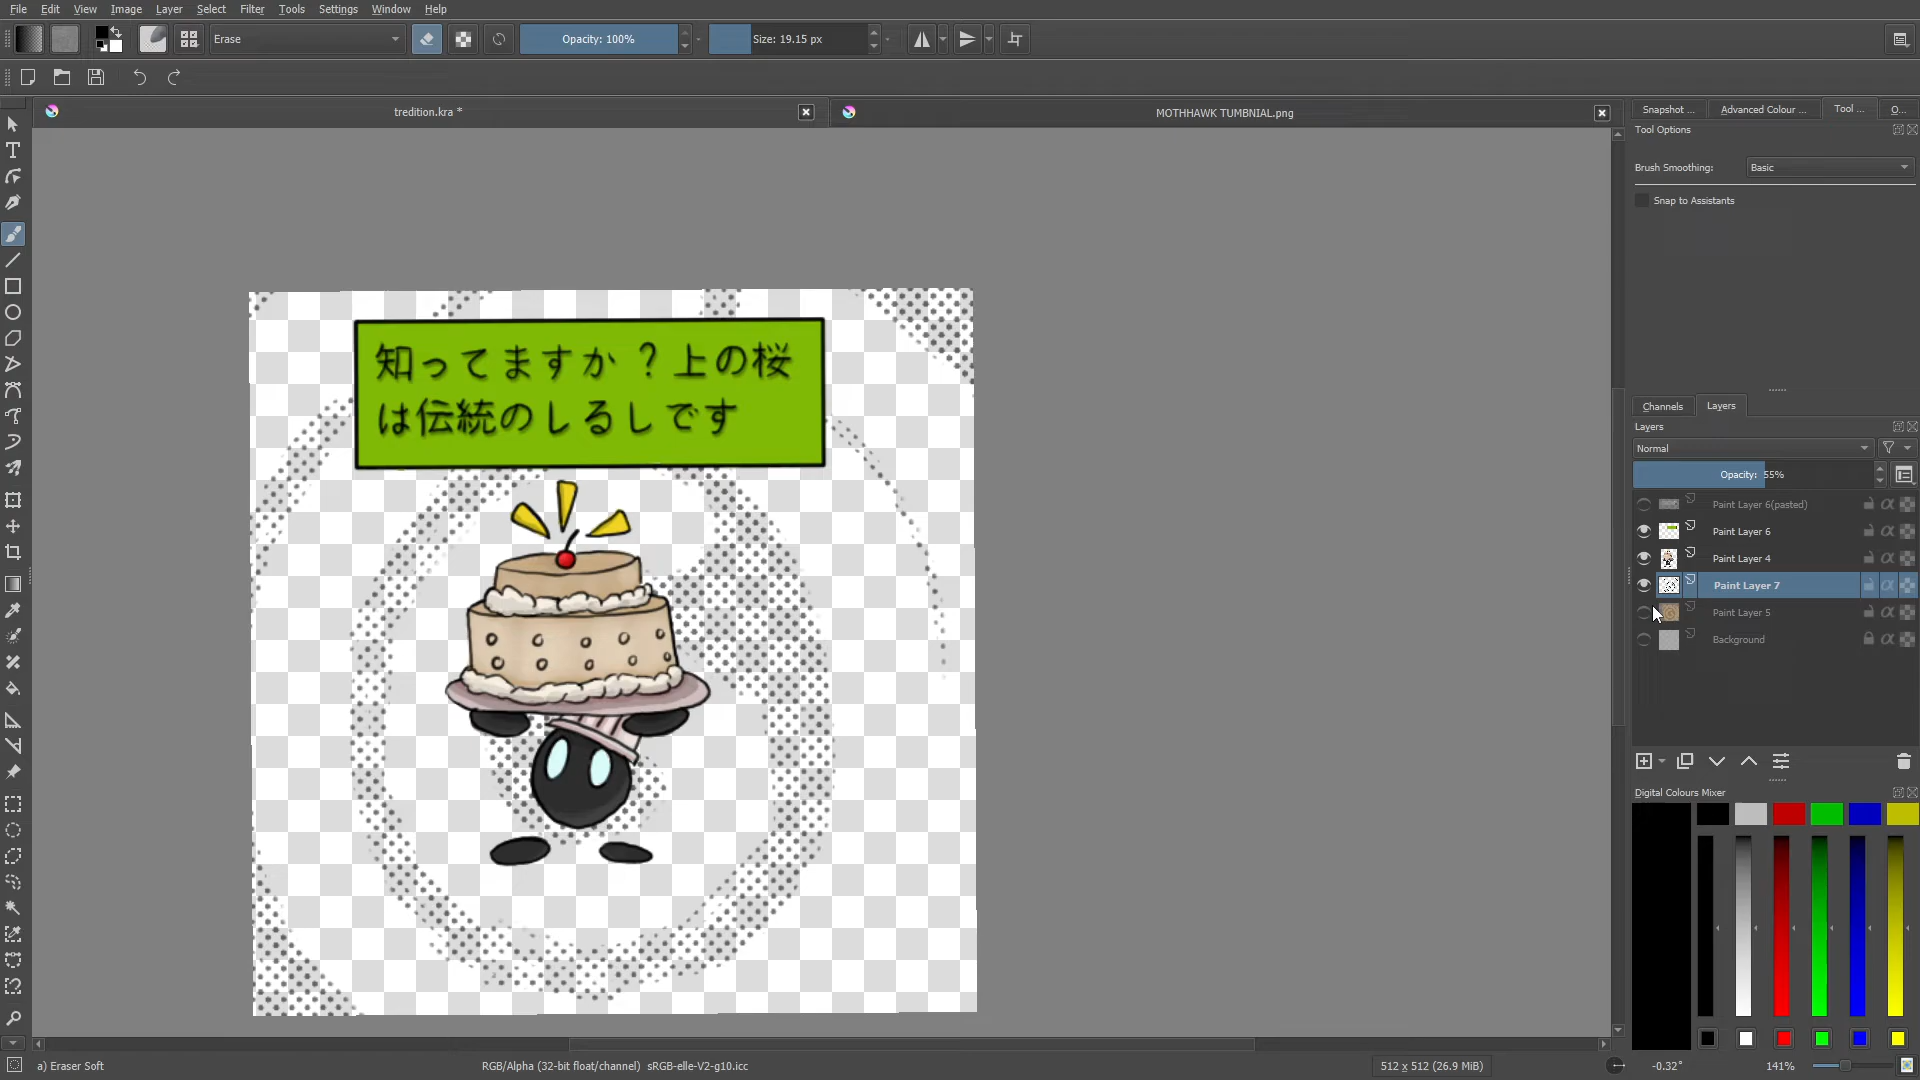 File Edit View Image Layer Select Filter Tools Settings Window Help
Erase
Opacity: 100%
Size: 19.15 px
tredition.kra *
MOTHHAWK TUMBNIAL.png
Snapshot ...
Advanced Colour ...
Tool ...
O...
Tool Options
Brush Smoothing:
Basic
Snap to Assistants
知ってますか？上の桜
は伝統のしるしです
Channels
Layers
Layers
Normal
Opacity: 55%
Paint Layer 6(pasted)
Paint Layer 6
Paint Layer 4
Paint Layer 7
Paint Layer 5
Background
Digital Colours Mixer
a) Eraser Soft
RGB/Alpha (32-bit float/channel) sRGB-elle-V2-g10.icc
512 x 512 (26.9 MiB)
-0.32°
141%